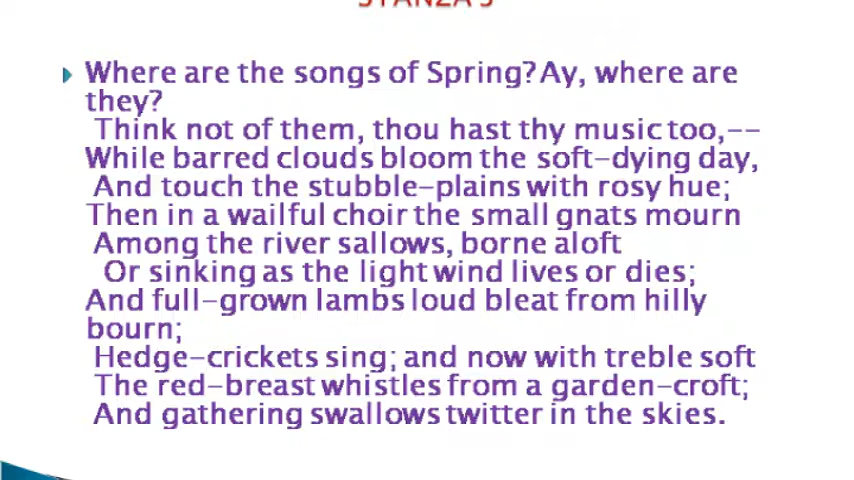 STANZA 3
Where are the songs of Spring? Ay, where are
they?
Think not of them, thou hast thy music too,--
While barred clouds bloom the soft-dying day,
And touch the stubble-plains with rosy hue;
Then in a wailful choir the small gnats mourn
Among the river sallows, borne aloft
Or sinking as the light wind lives or dies;
And full-grown lambs loud bleat from hilly
bourn;
Hedge-crickets sing; and now with treble soft
The red-breast whistles from a garden-croft;
And gathering swallows twitter in the skies.